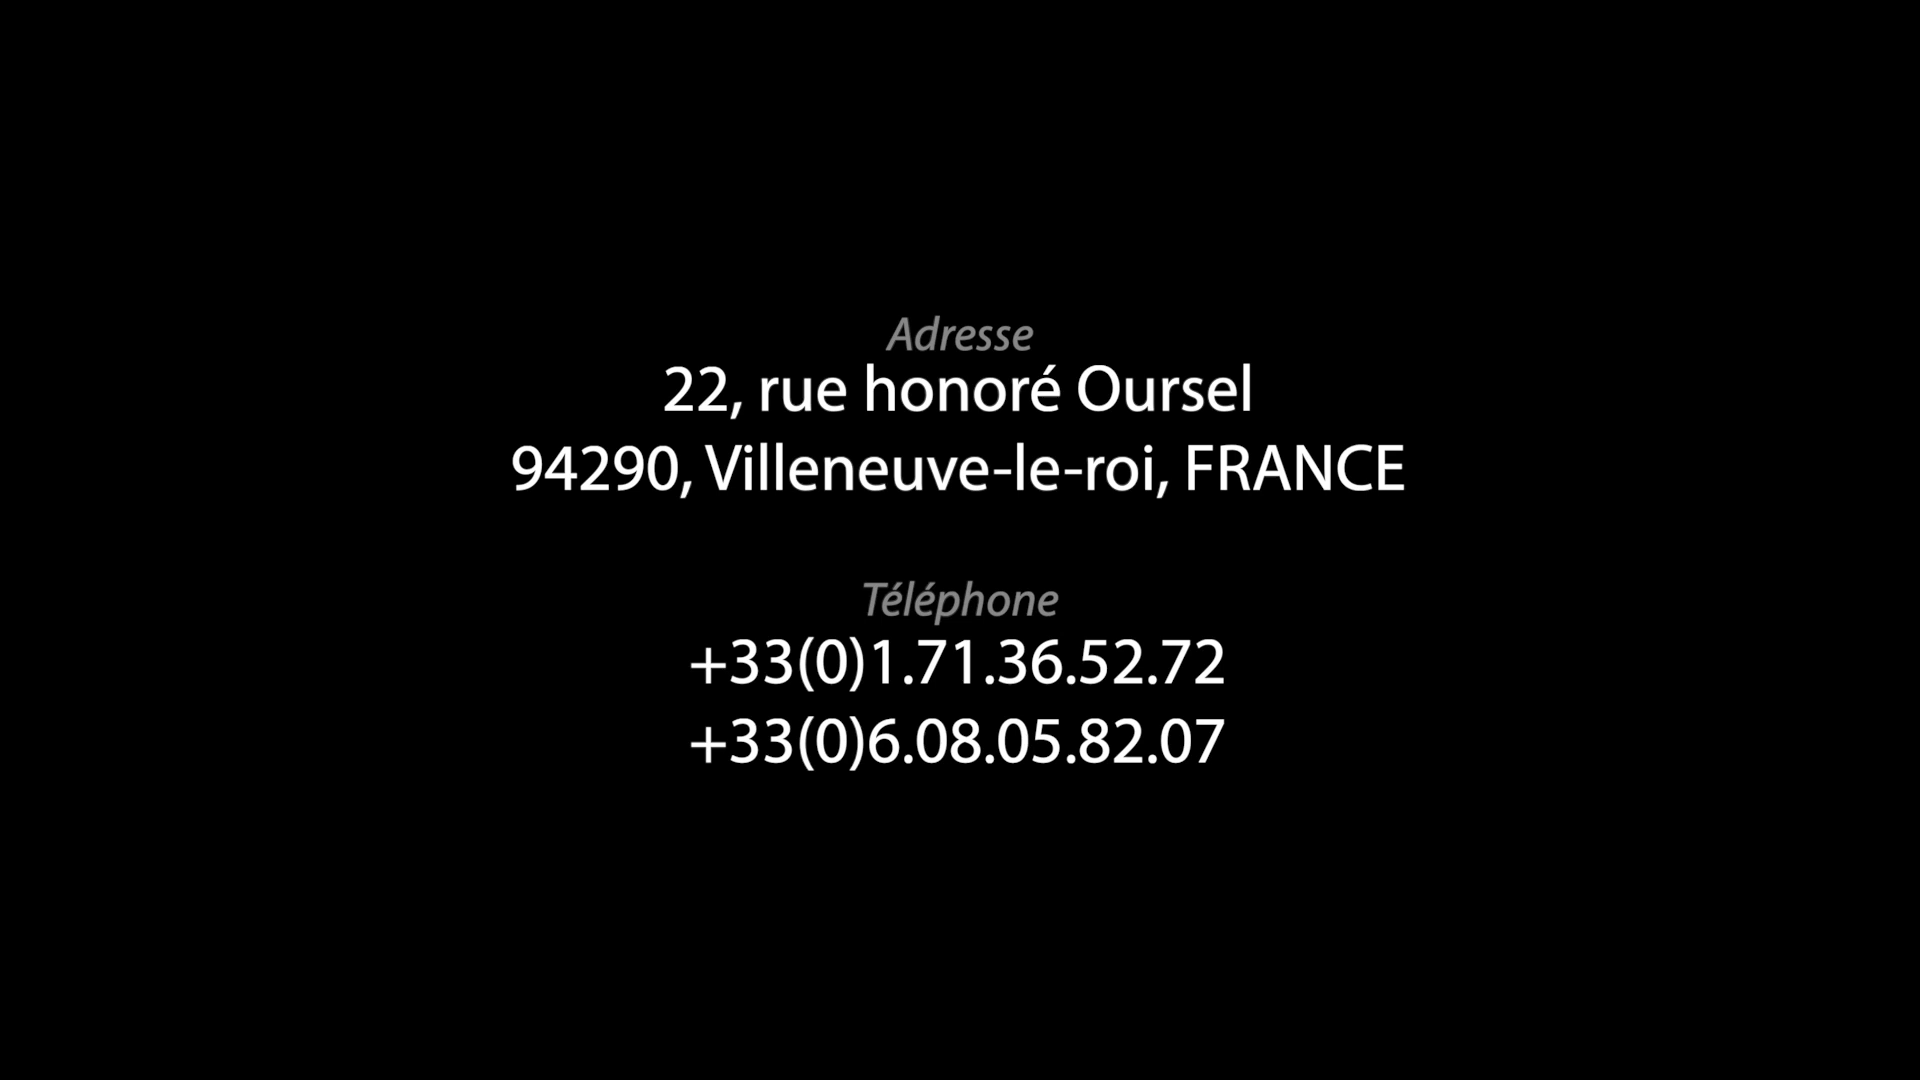 Adresse
22, rue honoré Oursel
94290, Villeneuve-le-roi, FRANCE
Téléphone
+33(0)1.71.36.52.72
+33(0)6.08.05.82.07